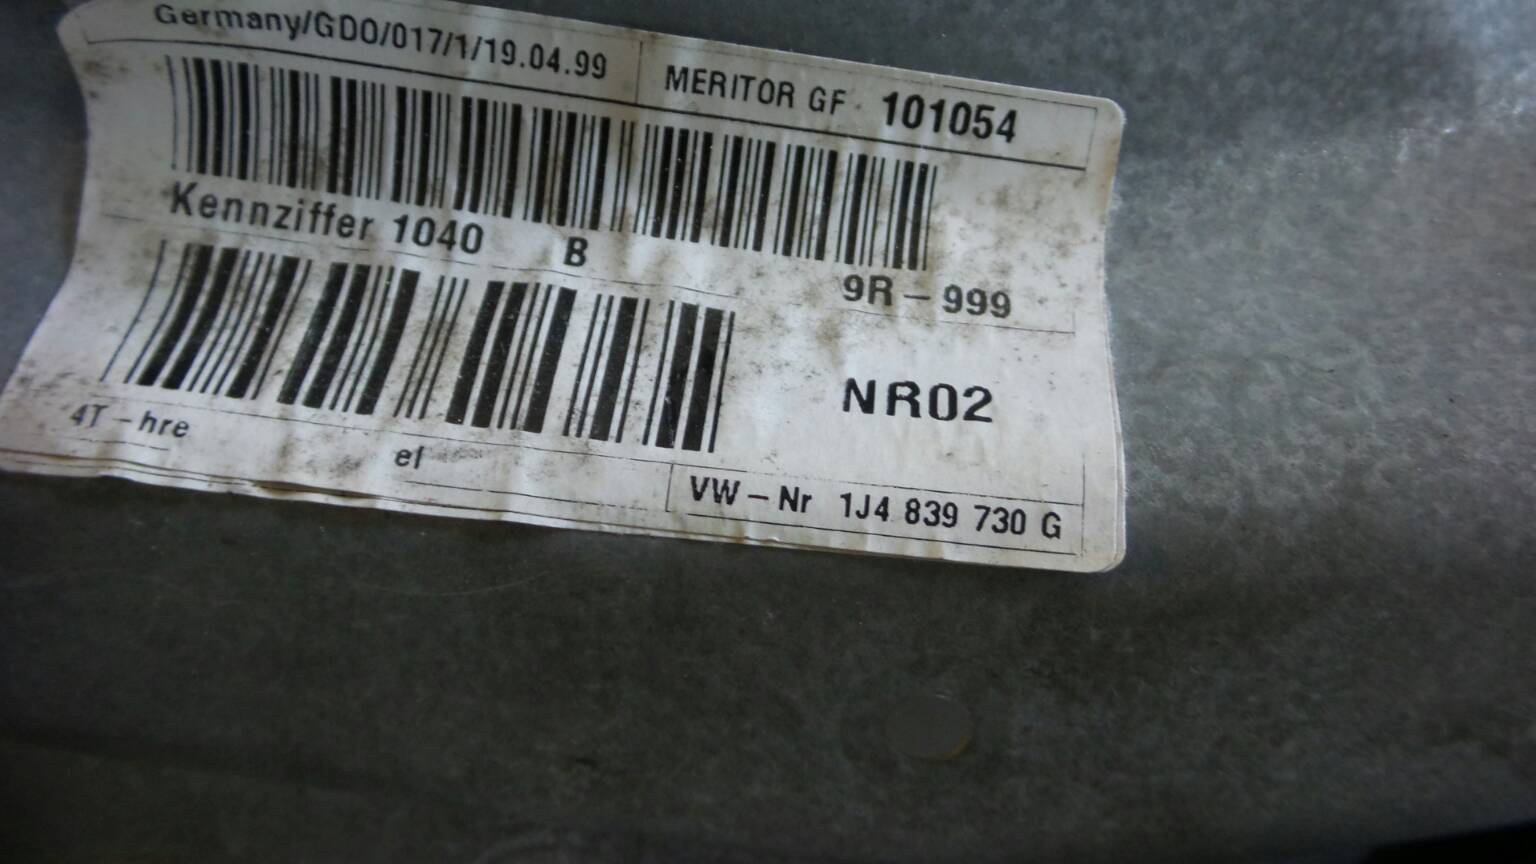 Germany/GDO/017/1/19.04.99
MERITOR GF 101054
Kennziffer 1040 B
9R-999
NR02
4T-hre
el
VW-Nr 1J4 839 730 G